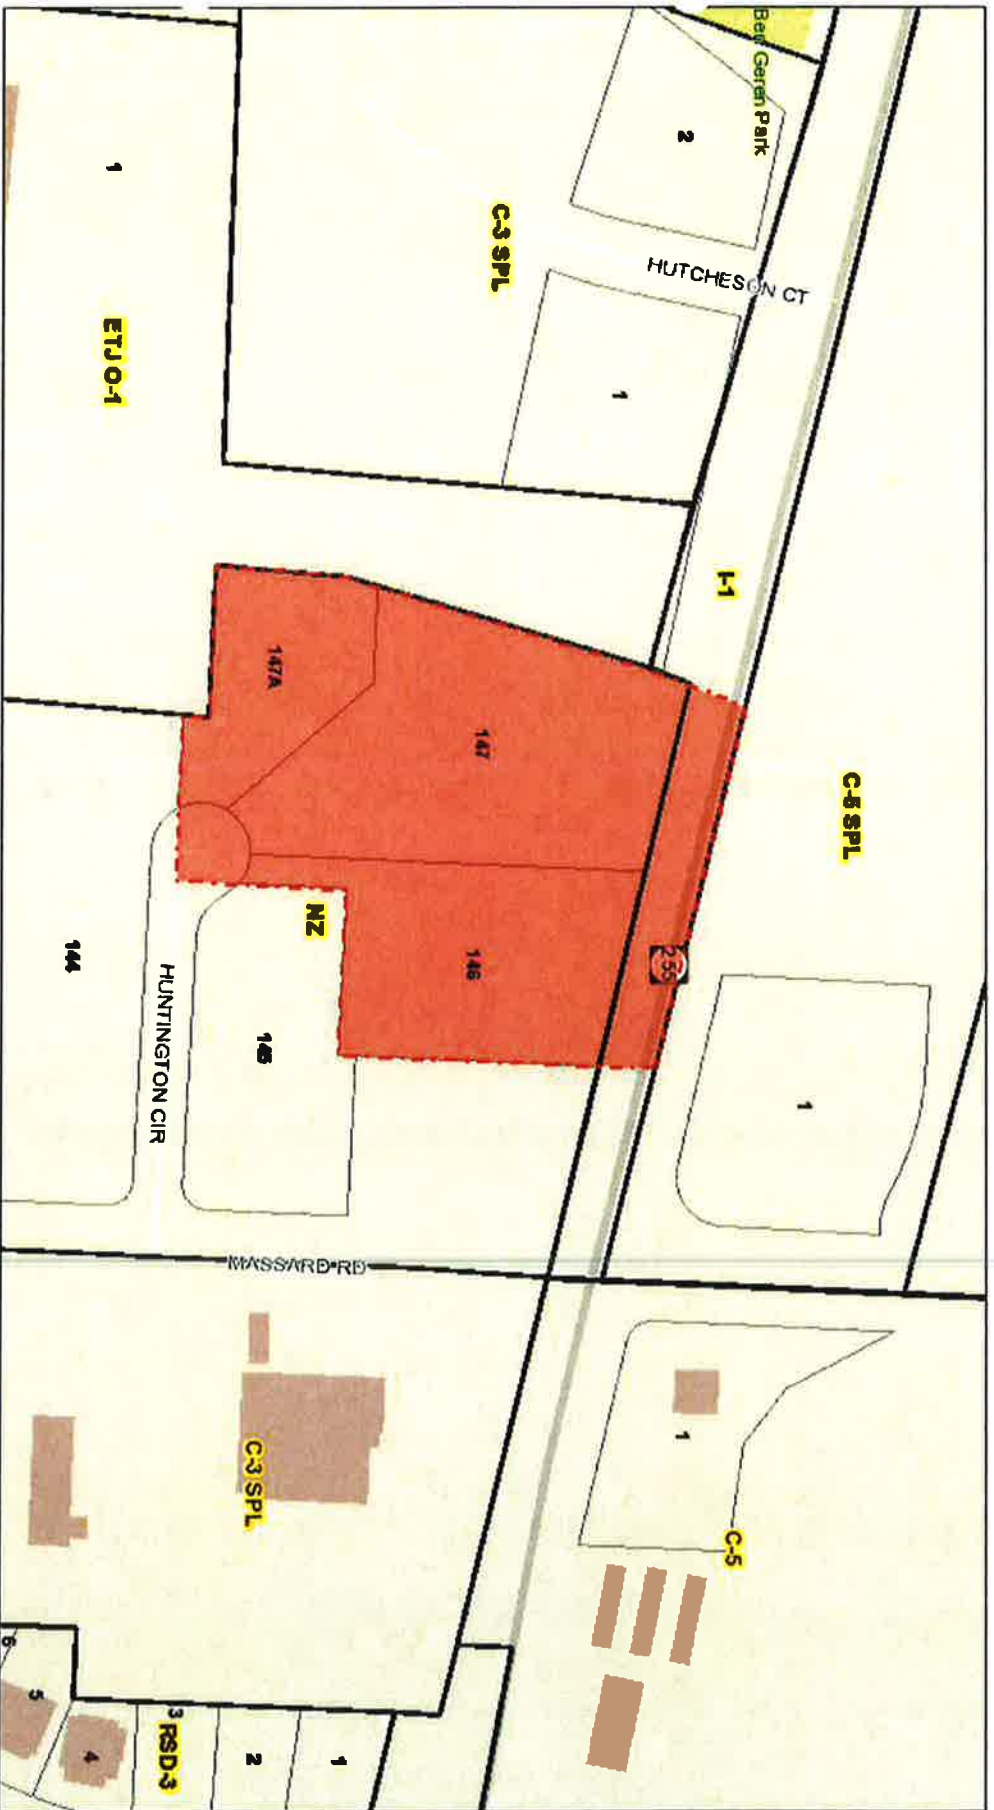 Ben Geren Park
2
HUTCHESON CT
C-3 SPL
1
1
ETJ O-1
I-1
C-5 SPL
147A
147
146
255
NZ
144
145
HUNTINGTON CIR
1
MASSARD RD
C-3 SPL
1
C-5
6
5
4
3
RSD-3
2
1